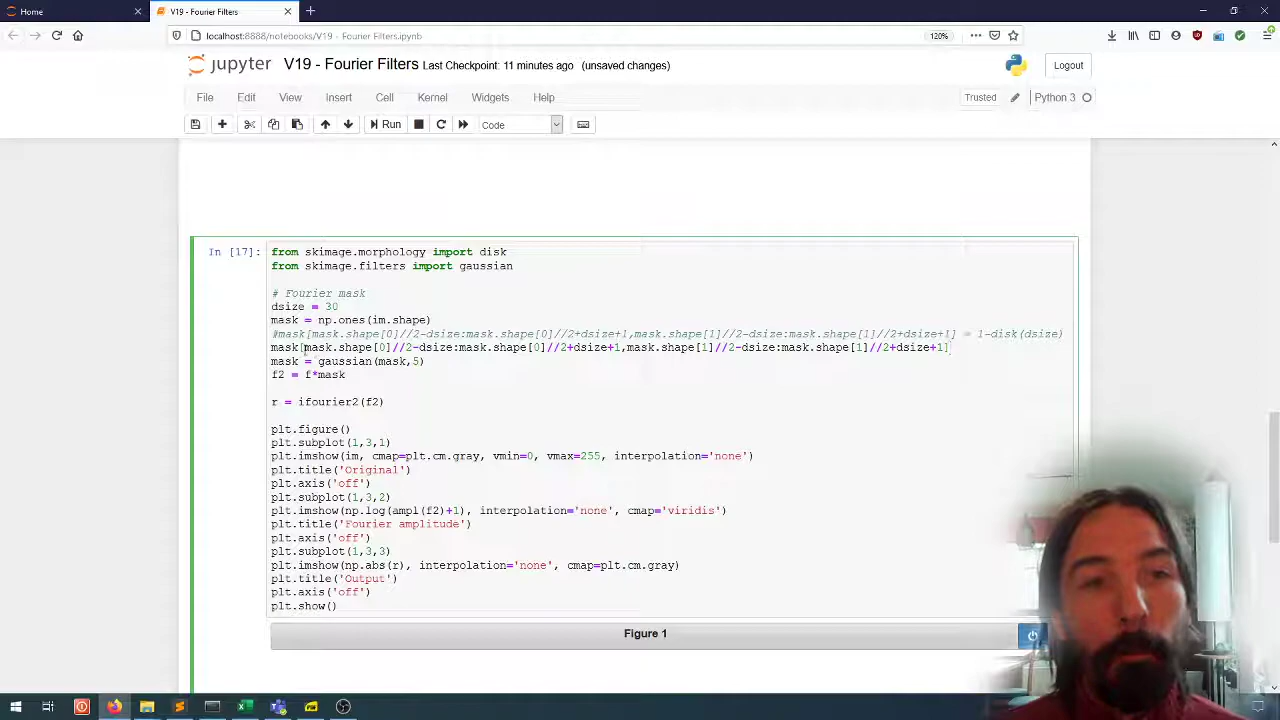 Home
V19 - Fourier Filters
localhost:8888/notebooks/V19 - Fourier Filters.ipynb
120%
jupyter V19 - Fourier Filters Last Checkpoint: 11 minutes ago (unsaved changes)
Logout
File Edit View Insert Cell Kernel Widgets Help
Trusted Python 3
Run Code
In [17]:
from skimage.morphology import disk
from skimage.filters import gaussian
# Fourier mask
dsize = 30
mask = np.ones(im.shape)
#mask[mask.shape[0]//2-dsize:mask.shape[0]//2+dsize+1,mask.shape[1]//2-dsize:mask.shape[1]//2+dsize+1] = 1-disk(dsize)
mask[mask.shape[0]//2-dsize:mask.shape[0]//2+dsize+1,mask.shape[1]//2-dsize:mask.shape[1]//2+dsize+1]
mask = gaussian(mask,5)
f2 = f*mask
r = ifourier2(f2)
plt.figure()
plt.subplot(1,3,1)
plt.imshow(im, cmap=plt.cm.gray, vmin=0, vmax=255, interpolation='none')
plt.title('Original')
plt.axis('off')
plt.subplot(1,3,2)
plt.imshow(np.log(ampl(f2)+1), interpolation='none', cmap='viridis')
plt.title('Fourier amplitude')
plt.axis('off')
plt.subplot(1,3,3)
plt.imshow(np.abs(r), interpolation='none', cmap=plt.cm.gray)
plt.title('Output')
plt.axis('off')
plt.show()
Figure 1